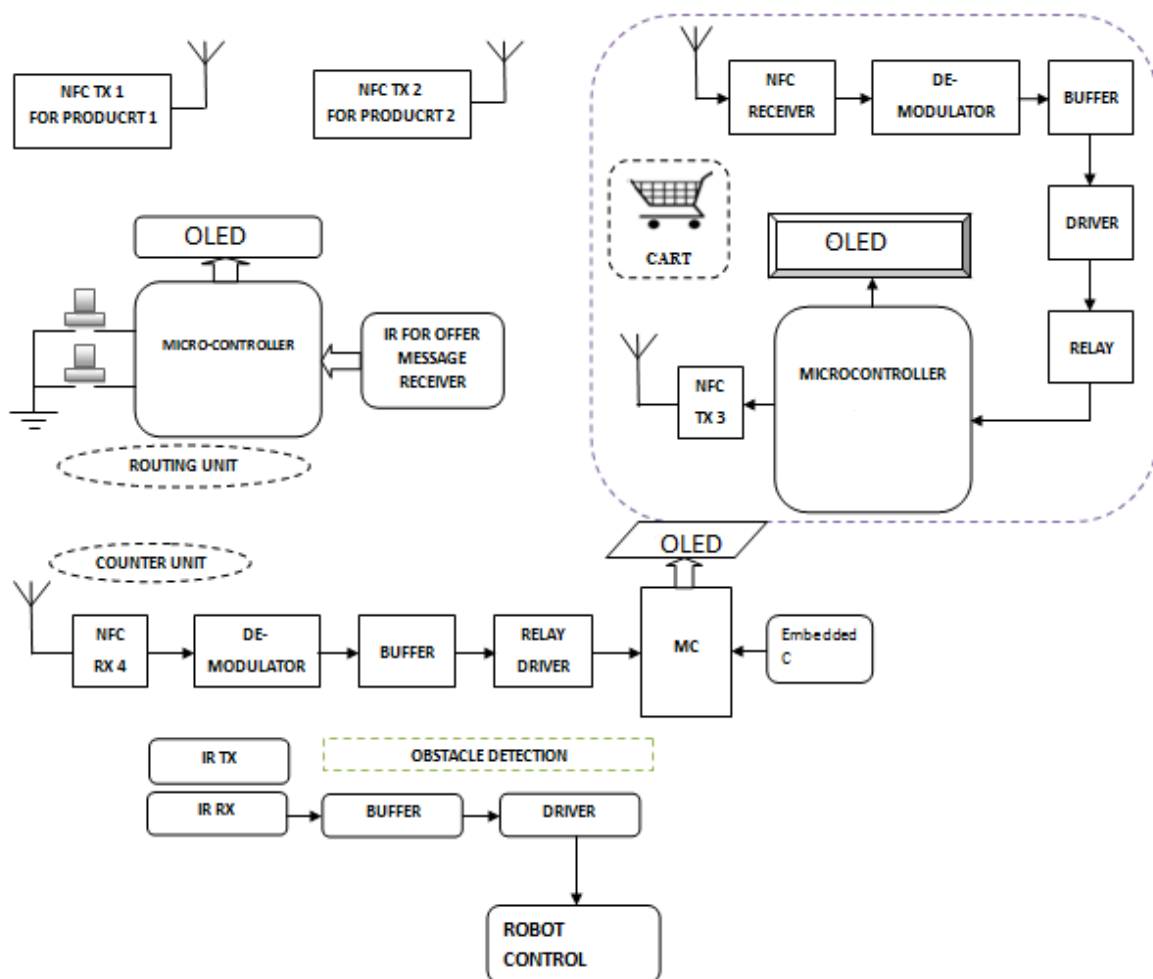 NFC TX 1
FOR PRODUCRT 1
NFC TX 2
FOR PRODUCRT 2
NFC
RECEIVER
DE-
MODULATOR
BUFFER
DRIVER
RELAY
CART
OLED
MICROCONTROLLER
NFC
TX 3
OLED
MICRO-CONTROLLER
IR FOR OFFER
MESSAGE
RECEIVER
ROUTING UNIT
COUNTER UNIT
NFC
RX 4
DE-
MODULATOR
BUFFER
RELAY
DRIVER
OLED
MC
Embedded
C
IR TX
OBSTACLE DETECTION
IR RX
BUFFER
DRIVER
ROBOT
CONTROL